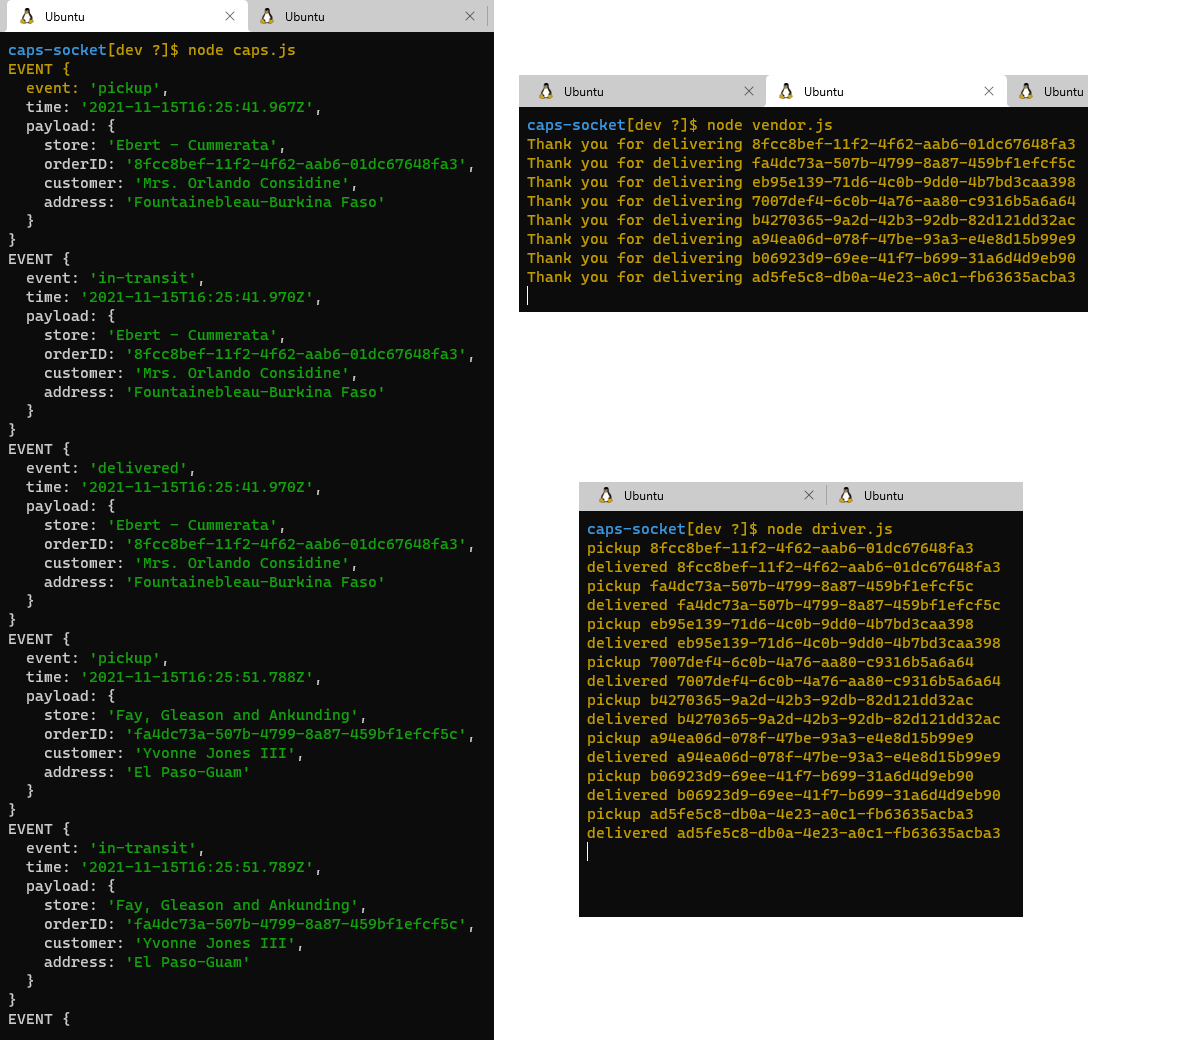 Ubuntu
Ubuntu
caps-socket[dev ?]$ node caps.js
EVENT {
  event: 'pickup',
  time: '2021-11-15T16:25:41.967Z',
  payload: {
    store: 'Ebert - Cummerata',
    orderID: '8fcc8bef-11f2-4f62-aab6-01dc67648fa3',
    customer: 'Mrs. Orlando Considine',
    address: 'Fountainebleau-Burkina Faso'
  }
}
EVENT {
  event: 'in-transit',
  time: '2021-11-15T16:25:41.970Z',
  payload: {
    store: 'Ebert - Cummerata',
    orderID: '8fcc8bef-11f2-4f62-aab6-01dc67648fa3',
    customer: 'Mrs. Orlando Considine',
    address: 'Fountainebleau-Burkina Faso'
  }
}
EVENT {
  event: 'delivered',
  time: '2021-11-15T16:25:41.970Z',
  payload: {
    store: 'Ebert - Cummerata',
    orderID: '8fcc8bef-11f2-4f62-aab6-01dc67648fa3',
    customer: 'Mrs. Orlando Considine',
    address: 'Fountainebleau-Burkina Faso'
  }
}
EVENT {
  event: 'pickup',
  time: '2021-11-15T16:25:51.788Z',
  payload: {
    store: 'Fay, Gleason and Ankunding',
    orderID: 'fa4dc73a-507b-4799-8a87-459bf1efcf5c',
    customer: 'Yvonne Jones III',
    address: 'El Paso-Guam'
  }
}
EVENT {
  event: 'in-transit',
  time: '2021-11-15T16:25:51.789Z',
  payload: {
    store: 'Fay, Gleason and Ankunding',
    orderID: 'fa4dc73a-507b-4799-8a87-459bf1efcf5c',
    customer: 'Yvonne Jones III',
    address: 'El Paso-Guam'
  }
}
EVENT {
Ubuntu
Ubuntu
Ubuntu
caps-socket[dev ?]$ node vendor.js
Thank you for delivering 8fcc8bef-11f2-4f62-aab6-01dc67648fa3
Thank you for delivering fa4dc73a-507b-4799-8a87-459bf1efcf5c
Thank you for delivering eb95e139-71d6-4c0b-9dd0-4b7bd3caa398
Thank you for delivering 7007def4-6c0b-4a76-aa80-c9316b5a6a64
Thank you for delivering b4270365-9a2d-42b3-92db-82d121dd32ac
Thank you for delivering a94ea06d-078f-47be-93a3-e4e8d15b99e9
Thank you for delivering b06923d9-69ee-41f7-b699-31a6d4d9eb90
Thank you for delivering ad5fe5c8-db0a-4e23-a0c1-fb63635acba3
Ubuntu
Ubuntu
caps-socket[dev ?]$ node driver.js
pickup 8fcc8bef-11f2-4f62-aab6-01dc67648fa3
delivered 8fcc8bef-11f2-4f62-aab6-01dc67648fa3
pickup fa4dc73a-507b-4799-8a87-459bf1efcf5c
delivered fa4dc73a-507b-4799-8a87-459bf1efcf5c
pickup eb95e139-71d6-4c0b-9dd0-4b7bd3caa398
delivered eb95e139-71d6-4c0b-9dd0-4b7bd3caa398
pickup 7007def4-6c0b-4a76-aa80-c9316b5a6a64
delivered 7007def4-6c0b-4a76-aa80-c9316b5a6a64
pickup b4270365-9a2d-42b3-92db-82d121dd32ac
delivered b4270365-9a2d-42b3-92db-82d121dd32ac
pickup a94ea06d-078f-47be-93a3-e4e8d15b99e9
delivered a94ea06d-078f-47be-93a3-e4e8d15b99e9
pickup b06923d9-69ee-41f7-b699-31a6d4d9eb90
delivered b06923d9-69ee-41f7-b699-31a6d4d9eb90
pickup ad5fe5c8-db0a-4e23-a0c1-fb63635acba3
delivered ad5fe5c8-db0a-4e23-a0c1-fb63635acba3